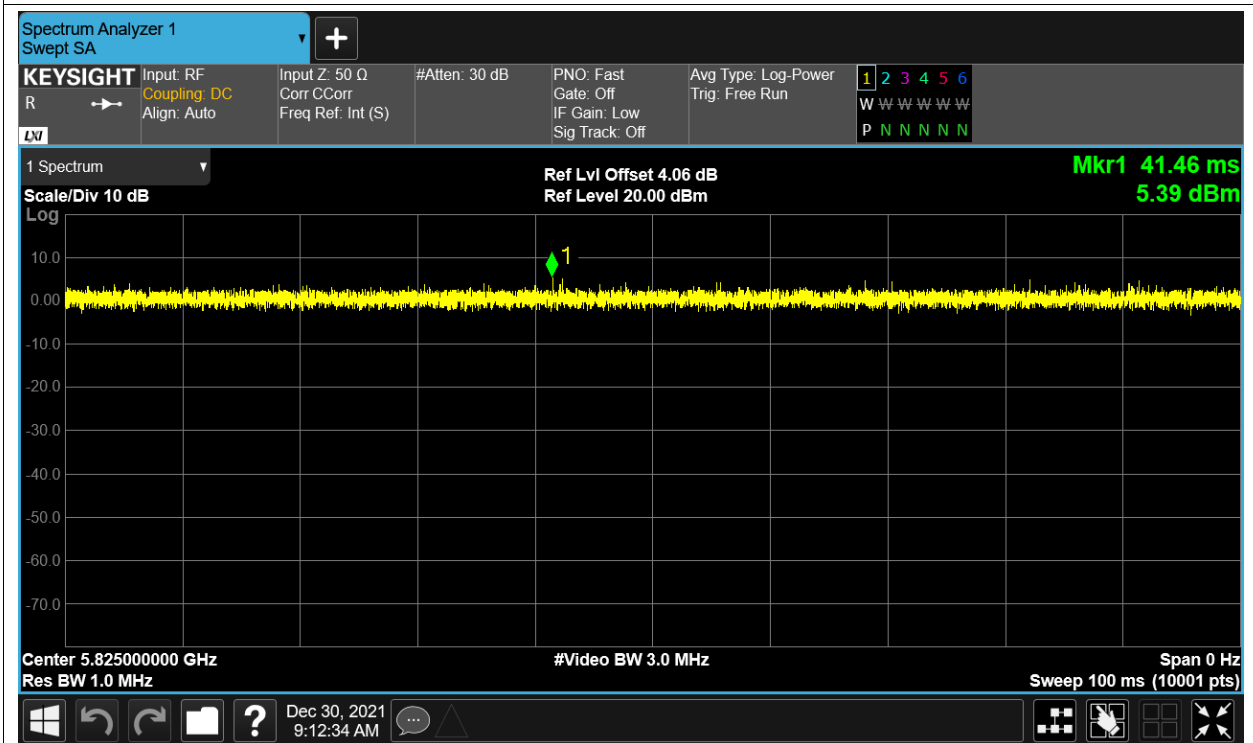 Spectrum Analyzer 1
Swept SA
KEYSIGHT
R
LXI
Input: RF
Coupling: DC
Align: Auto
Input Z: 50 Ω
Corr CCorr
Freq Ref: Int (S)
#Atten: 30 dB
PNO: Fast
Gate: Off
IF Gain: Low
Sig Track: Off
Avg Type: Log-Power
Trig: Free Run
1 2 3 4 5 6
W W W W W W
P N N N N N
1 Spectrum
Scale/Div 10 dB
Ref Lvl Offset 4.06 dB
Ref Level 20.00 dBm
Mkr1 41.46 ms
5.39 dBm
Log
1
10.0
0.00
-10.0
-20.0
-30.0
-40.0
-50.0
-60.0
-70.0
Center 5.825000000 GHz
#Video BW 3.0 MHz
Span 0 Hz
Res BW 1.0 MHz
Sweep 100 ms (10001 pts)
?
Dec 30, 2021
9:12:34 AM